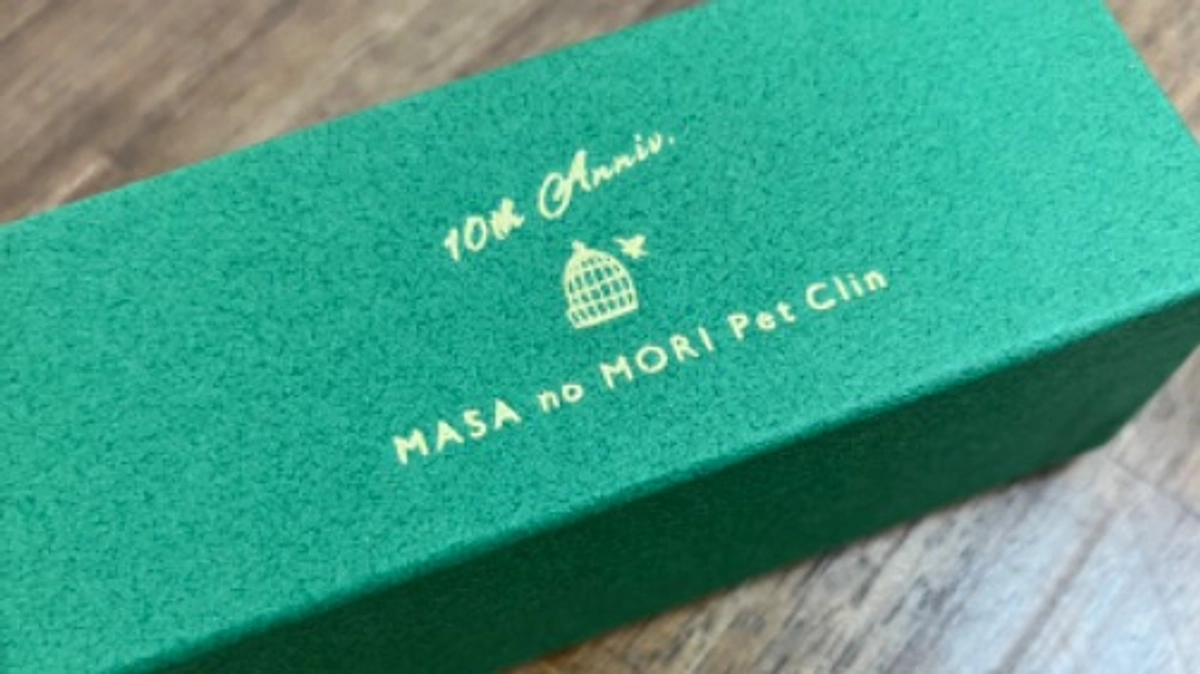 10th Anniv.
MASA no MORI Pet Clin